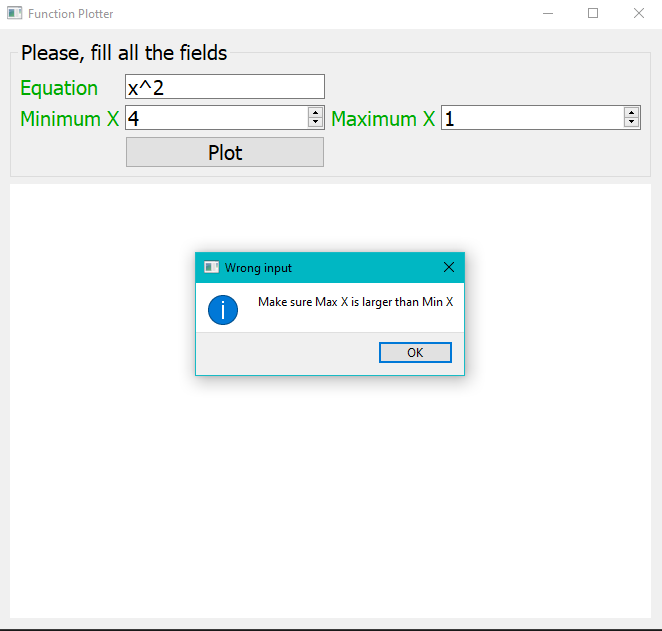 Function Plotter
Please, fill all the fields
Equation x^2
Minimum X 4 Maximum X 1
Plot
Wrong input
Make sure Max X is larger than Min X
OK